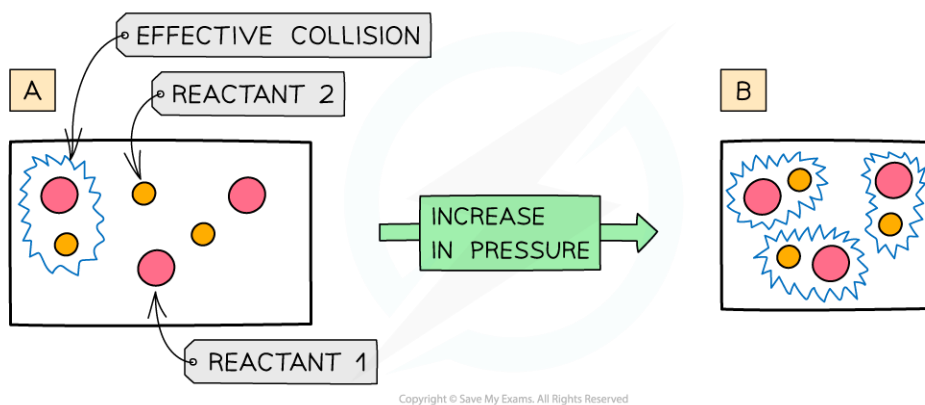 EFFECTIVE COLLISION
A
REACTANT 2
B
INCREASE
IN PRESSURE
REACTANT 1
Copyright © Save My Exams. All Rights Reserved